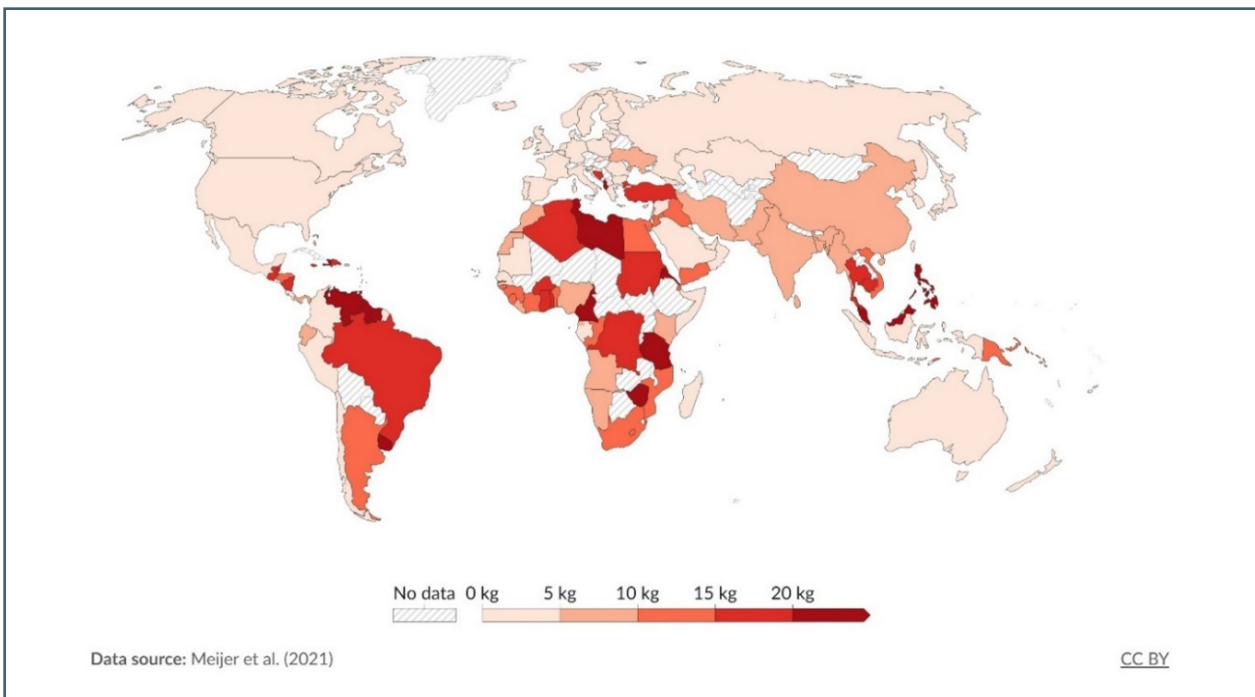 No data 0 kg 5 kg 10 kg 15 kg 20 kg
Data source: Meijer et al. (2021) CC BY